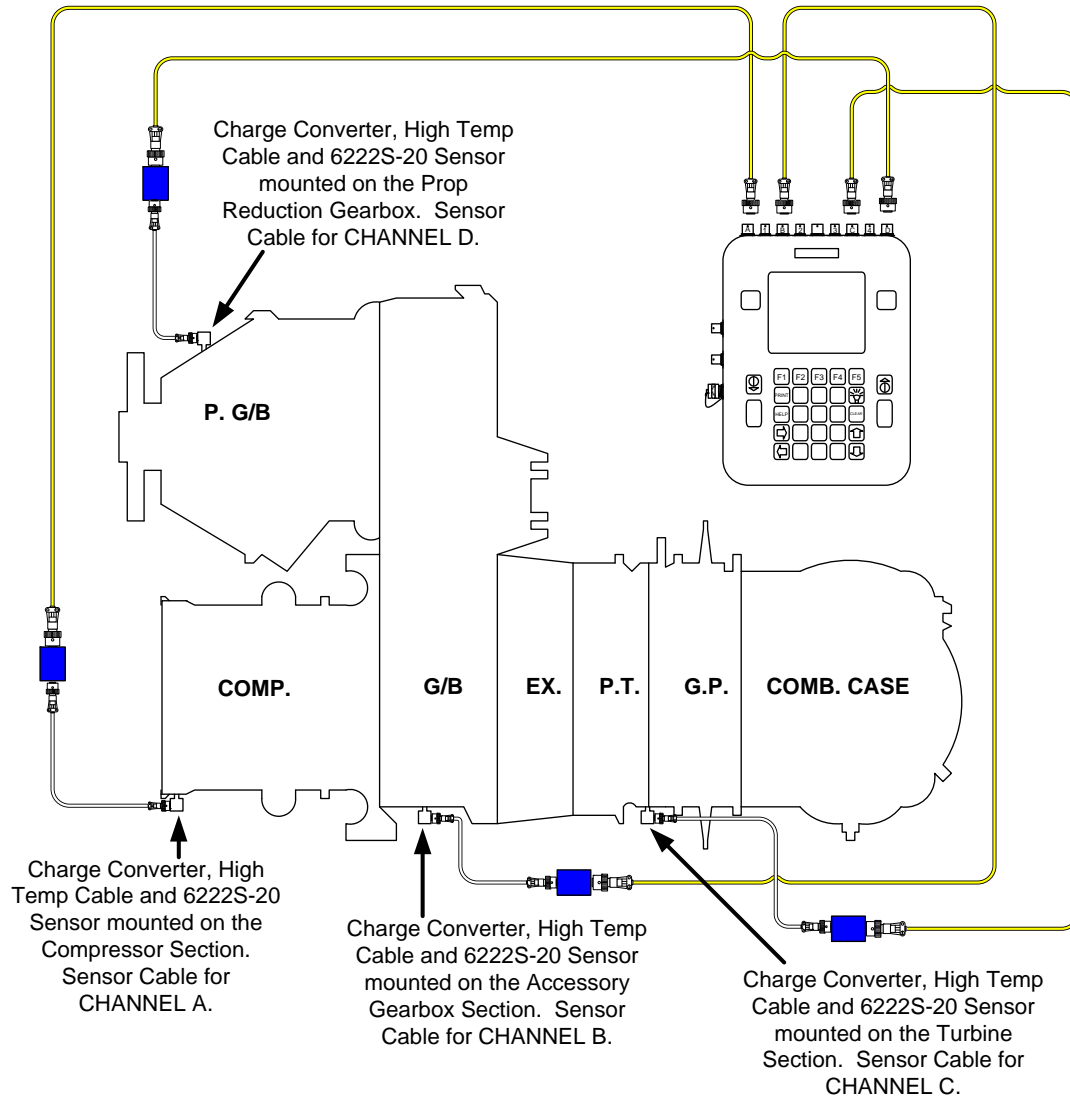 Charge Converter, High Temp
Cable and 6222S-20 Sensor
mounted on the Prop
Reduction Gearbox.  Sensor
Cable for CHANNEL D.
A
F1 F2 F3 F4 F5
PRINT
HELP
CLEAR
P. G/B
COMP.
G/B
EX.
P.T.
G.P.
COMB. CASE
Charge Converter, High
Temp Cable and 6222S-20
Sensor mounted on the
Compressor Section.
Sensor Cable for
CHANNEL A.
Charge Converter, High Temp
Cable and 6222S-20 Sensor
mounted on the Accessory
Gearbox Section.  Sensor
Cable for CHANNEL B.
Charge Converter, High Temp
Cable and 6222S-20 Sensor
mounted on the Turbine
Section.  Sensor Cable for
CHANNEL C.